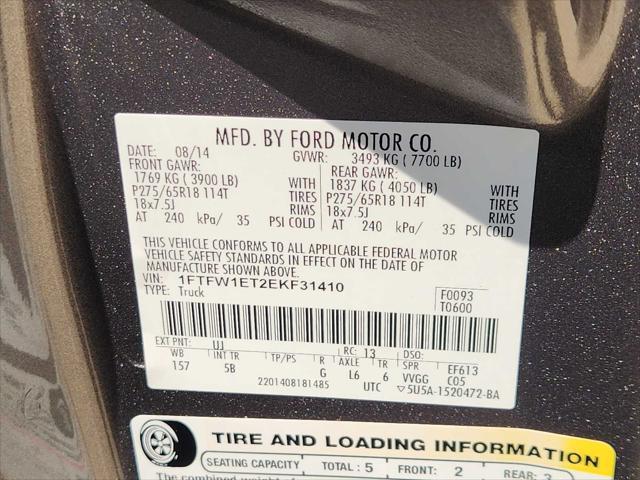 MFD. BY FORD MOTOR CO.
DATE: 08/14 GVWR: 3493 KG ( 7700 LB)
FRONT GAWR: REAR GAWR:
1769 KG ( 3900 LB) WITH 1837 KG ( 4050 LB) WITH
P275/65R18 114T TIRES P275/65R18 114T TIRES
18x7.5J RIMS 18x7.5J RIMS
AT 240 kPa/ 35 PSI COLD AT 240 kPa/ 35 PSI COLD
THIS VEHICLE CONFORMS TO ALL APPLICABLE FEDERAL MOTOR
VEHICLE SAFETY STANDARDS IN EFFECT ON THE DATE OF
MANUFACTURE SHOWN ABOVE.
VIN: 1FTFW1ET2EKF31410 F0093
TYPE: Truck T0600
EXT PNT: UJ RC: 13 DSO:
WB INT TR TP/PS R AXLE TR SPR EF613
157 5B G L6 6 VVGG C05
2201408181485 UTC ▽5U5A-1520472-BA
TIRE AND LOADING INFORMATION
SEATING CAPACITY TOTAL : 5 FRONT: 2 REAR: 3